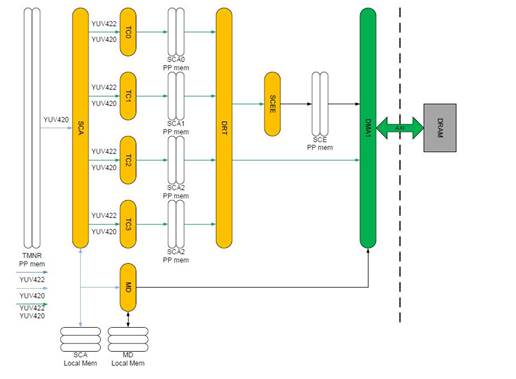 YUV422
YUV420
TC0
SCA0
PP mem
YUV420
SCA
YUV422
YUV420
TC1
SCA1
PP mem
DRT
SCEE
SCE
PP mem
DMA1
AXI
DRAM
YUV422
YUV420
TC2
SCA2
PP mem
YUV422
YUV420
TC3
SCA2
PP mem
TMNR
PP mem
YUV422
YUV420
YUV422
YUV420
MD
SCA
Local Mem
MD
Local Mem